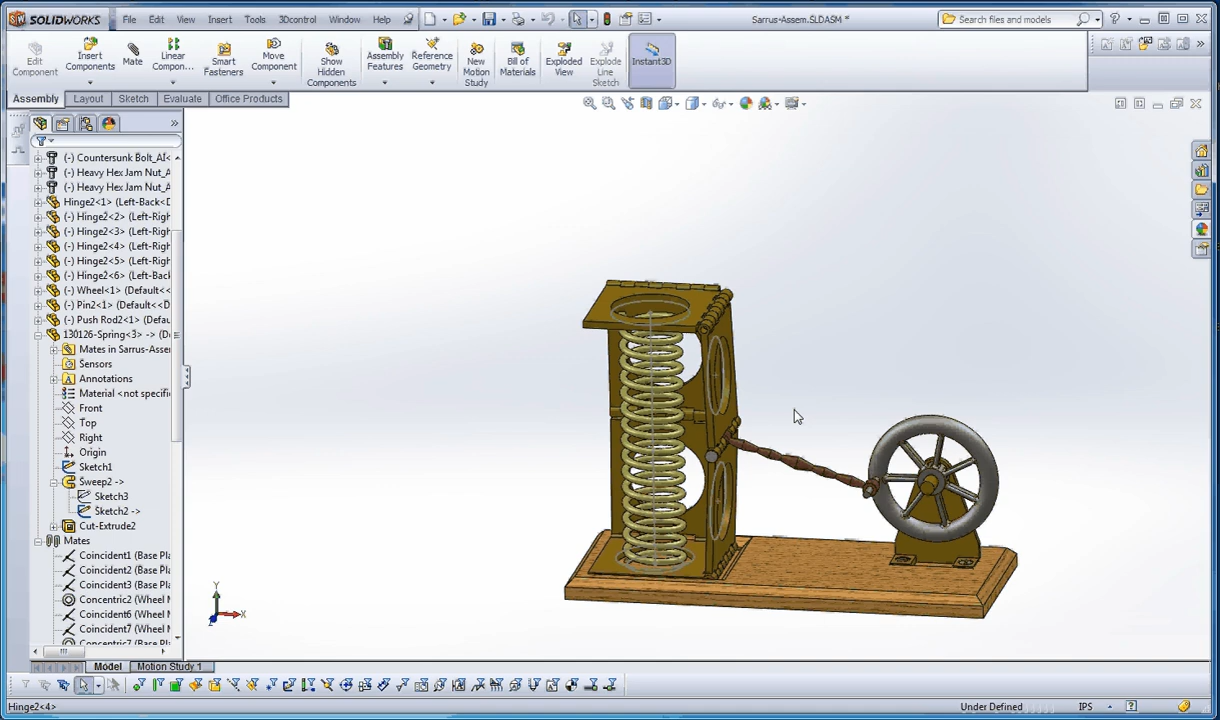 SOLIDWORKS File Edit View Insert Tools 3Dcontrol Window Help Sarrus-Assem.SLDASM * Search files and models
Edit Component
Insert Components
Mate
Linear Compon...
Smart Fasteners
Move Component
Show Hidden Components
Assembly Features
Reference Geometry
New Motion Study
Bill of Materials
Exploded View
Explode Line Sketch
Instant3D
Assembly Layout Sketch Evaluate Office Products
(-) Countersunk Bolt_AI<
(-) Heavy Hex Jam Nut_A
(-) Heavy Hex Jam Nut_A
Hinge2<1> (Left-Back<D
(-) Hinge2<2> (Left-Righ
(-) Hinge2<3> (Left-Righ
(-) Hinge2<4> (Left-Righ
(-) Hinge2<5> (Left-Righ
(-) Hinge2<6> (Left-Back
(-) Wheel<1> (Default<<
(-) Pin2<1> (Default<<D
(-) Push Rod2<1> (Defau
130126-Spring<3> -> (D
Mates in Sarrus-Asse
Sensors
Annotations
Material <not specifi
Front
Top
Right
Origin
Sketch1
Sweep2 ->
Sketch3
Sketch2 ->
Cut-Extrude2
Mates
Coincident1 (Base Pla
Coincident2 (Base Pla
Coincident3 (Base Pla
Concentric2 (Wheel M
Coincident6 (Wheel M
Coincident7 (Wheel M
Concentric7 (Wheel M
Y
X
Z
Model Motion Study 1
Hinge2<4> Under Defined IPS